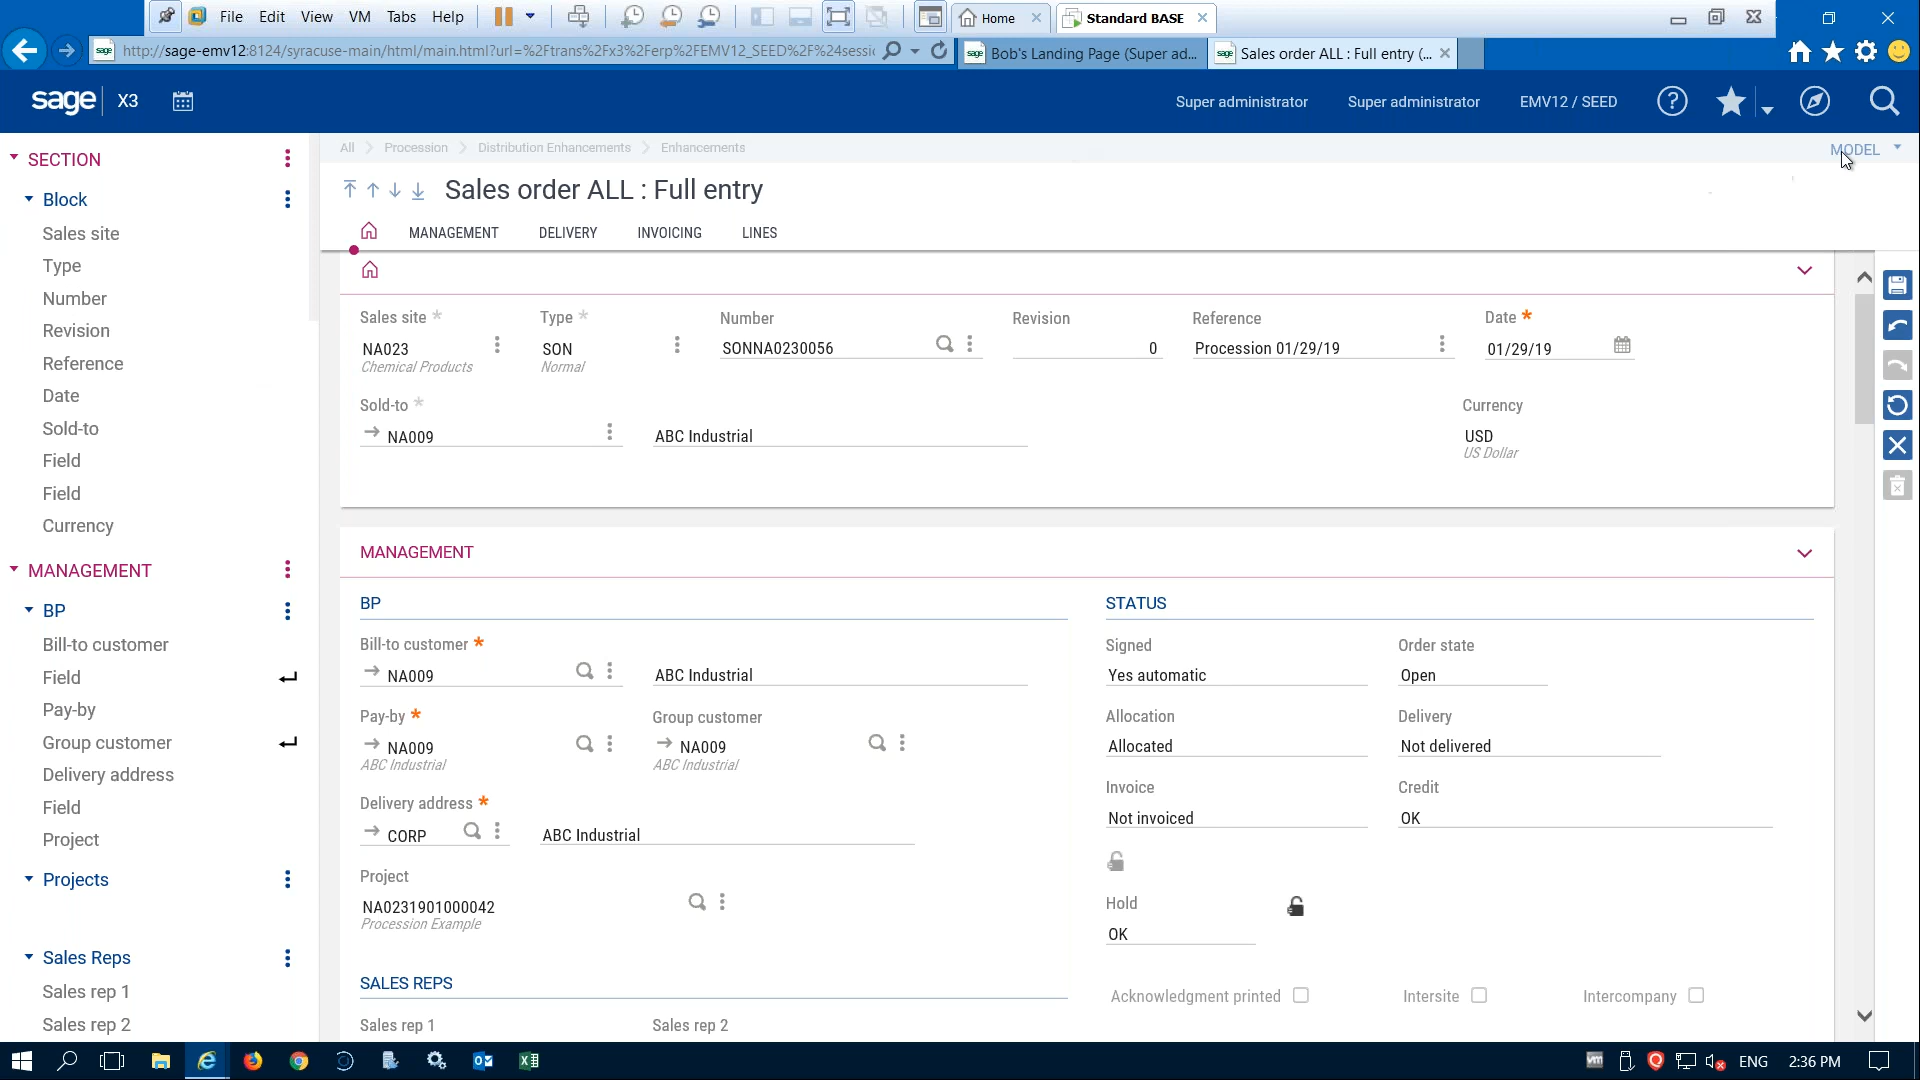 File Edit View VM Tabs Help
Home
Standard BASE
http://sage-emv12:8124/syracuse-main/html/main.html?url=%2Ftrans%2Fx3%2Ferp%2FEMV12_SEED%2F%24sessi
Bob's Landing Page (Super ad...
Sales order ALL : Full entry (...
sage X3
Super administrator
Super administrator
EMV12 / SEED
All Procession Distribution Enhancements Enhancements
MODEL
Sales order ALL : Full entry
MANAGEMENT DELIVERY INVOICING LINES
SECTION
Block
Sales site
Type
Number
Revision
Reference
Date
Sold-to
Field
Field
Currency
MANAGEMENT
BP
Bill-to customer
Field
Pay-by
Group customer
Delivery address
Field
Project
Projects
Sales Reps
Sales rep 1
Sales rep 2
Sales site * Type * Number Revision Reference Date *
NA023 SON SONNA0230056 0 Procession 01/29/19 01/29/19
Chemical Products Normal
Sold-to * Currency
NA009 ABC Industrial USD
US Dollar
MANAGEMENT
BP
Bill-to customer *
NA009 ABC Industrial
Pay-by * Group customer
NA009 NA009
ABC Industrial ABC Industrial
Delivery address *
CORP ABC Industrial
Project
NA0231901000042
Procession Example
SALES REPS
Sales rep 1 Sales rep 2
STATUS
Signed Order state
Yes automatic Open
Allocation Delivery
Allocated Not delivered
Invoice Credit
Not invoiced OK
Hold
OK
Acknowledgment printed Intersite Intercompany
ENG 2:36 PM